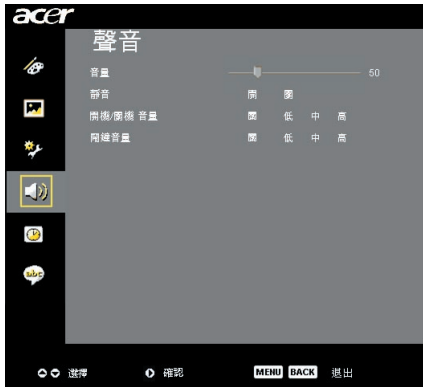 acer
聲音
音量 50
靜音 開 關
開機/關機 音量 關 低 中 高
開鍵音量 關 低 中 高
abc
選擇 確認 MENU BACK 退出